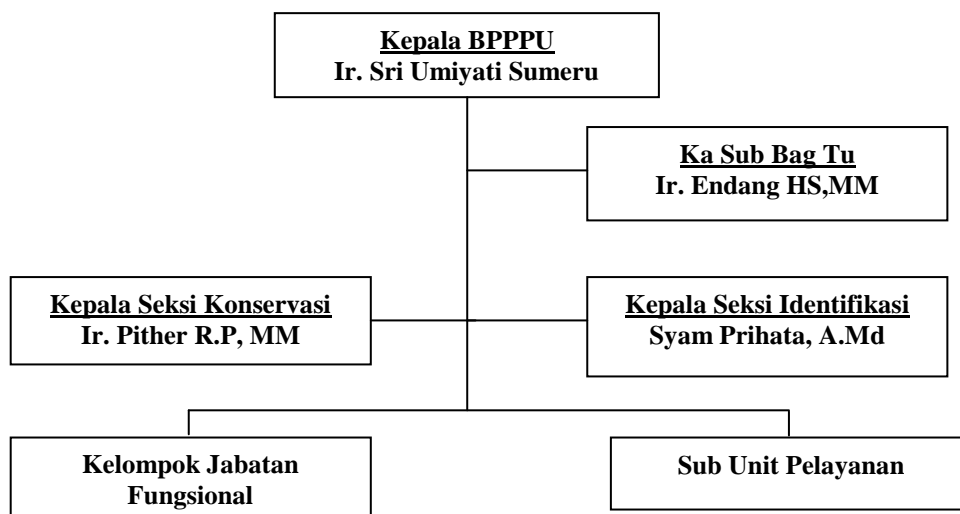 Kepala BPPPU
Ir. Sri Umiyati Sumeru
Ka Sub Bag Tu
Ir. Endang HS,MM
Kepala Seksi Konservasi
Ir. Pither R.P, MM
Kepala Seksi Identifikasi
Syam Prihata, A.Md
Kelompok Jabatan
Fungsional
Sub Unit Pelayanan